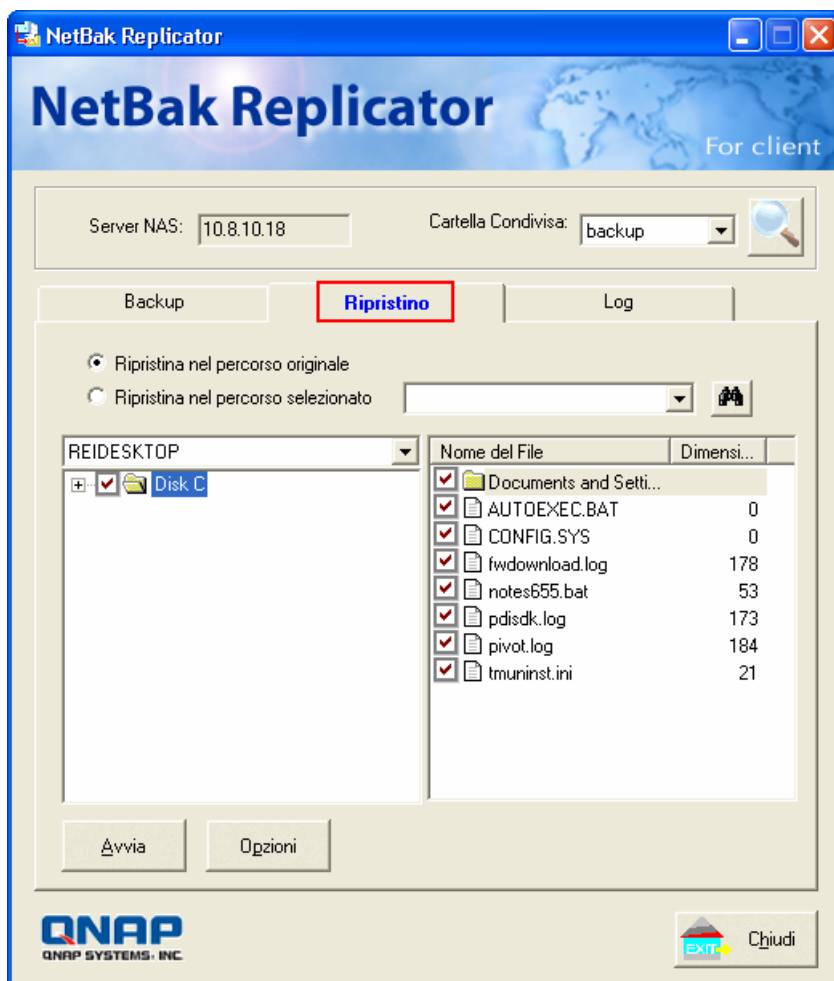 NetBak Replicator
NetBak Replicator
For client
Server NAS: 10.8.10.18 Cartella Condivisa: backup
Backup Ripristino Log
Ripristina nel percorso originale
Ripristina nel percorso selezionato
REIDESKTOP
Disk C
Nome del File Dimensi...
Documents and Setti...
AUTOEXEC.BAT 0
CONFIG.SYS 0
fwdownload.log 178
notes655.bat 53
pdisdk.log 173
pivot.log 184
tmuninst.ini 21
Avvia Opzioni
QNAP
QNAP SYSTEMS, INC
EXIT Chiudi